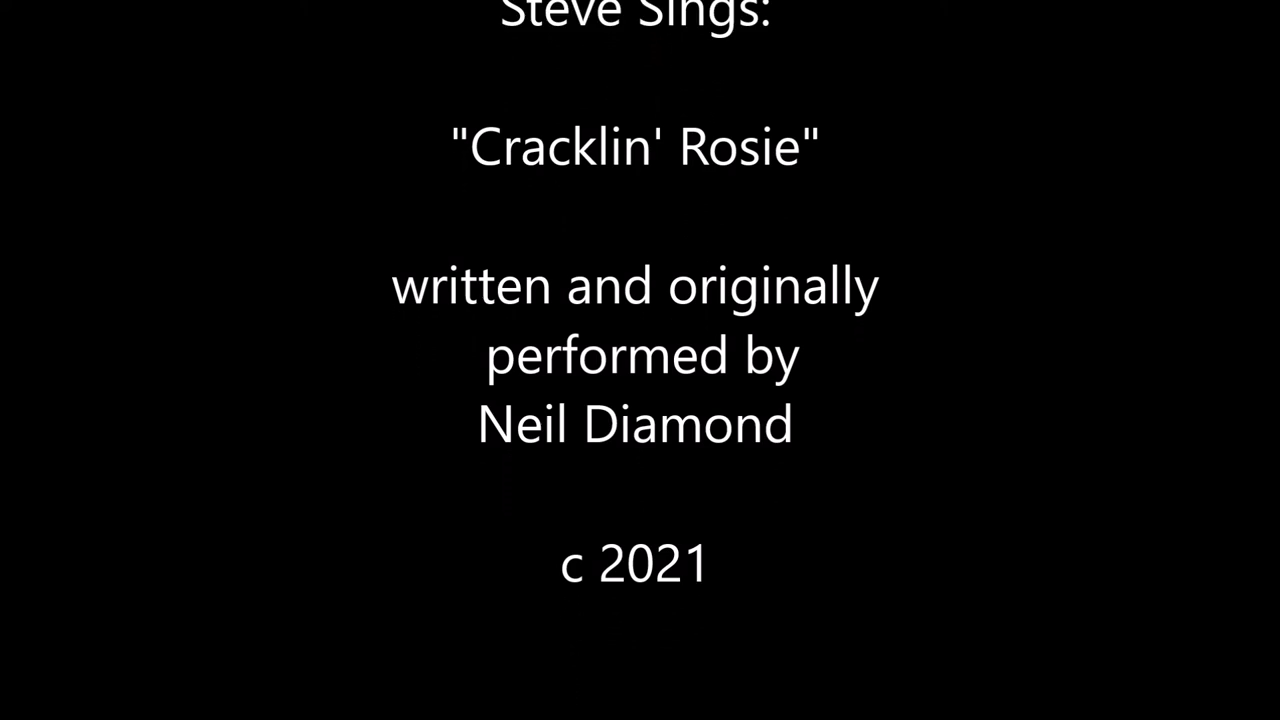 Steve Sings:
"Cracklin' Rosie"
written and originally
performed by
Neil Diamond
c 2021